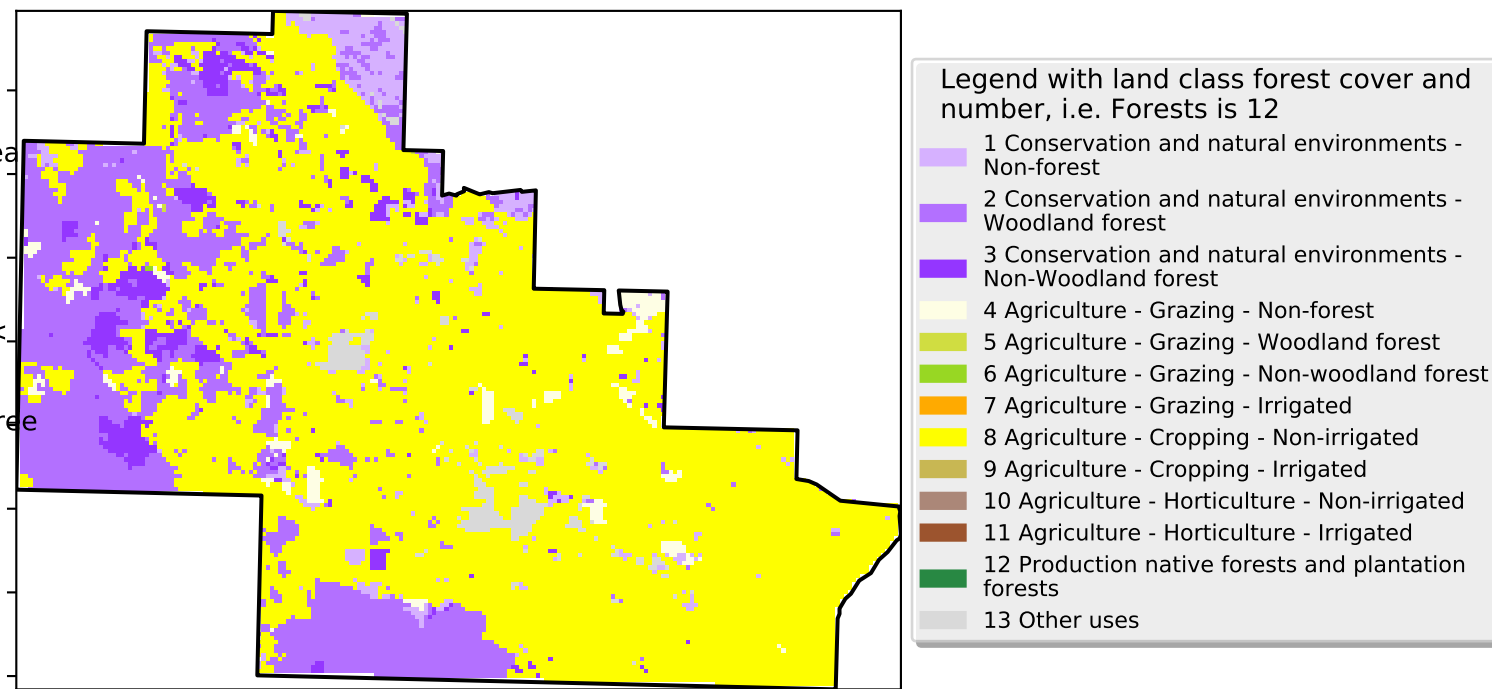 ea
ree
Legend with land class forest cover and
number, i.e. Forests is 12
1 Conservation and natural environments -
Non-forest
2 Conservation and natural environments -
Woodland forest
3 Conservation and natural environments -
Non-Woodland forest
4 Agriculture - Grazing - Non-forest
5 Agriculture - Grazing - Woodland forest
6 Agriculture - Grazing - Non-woodland forest
7 Agriculture - Grazing - Irrigated
8 Agriculture - Cropping - Non-irrigated
9 Agriculture - Cropping - Irrigated
10 Agriculture - Horticulture - Non-irrigated
11 Agriculture - Horticulture - Irrigated
12 Production native forests and plantation
forests
13 Other uses